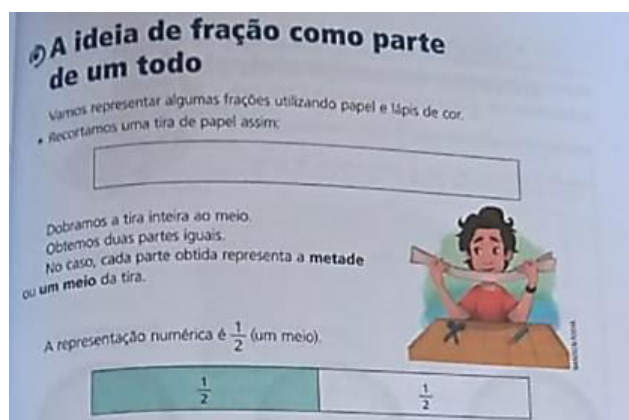 A ideia de fração como parte
de um todo
Vamos representar algumas frações utilizando papel e lápis de cor.
• Recortamos uma tira de papel assim:
Dobramos a tira inteira ao meio.
Obtemos duas partes iguais.
No caso, cada parte obtida representa a metade
ou um meio da tira.
A representação numérica é 1/2 (um meio).
1/2 1/2